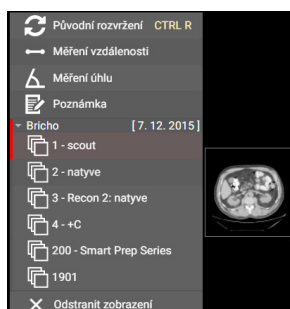 Původní rozvržení CTRL R
Měření vzdálenosti
Měření úhlu
Poznámka
Bricho [ 7. 12. 2015 ]
1 - scout
2 - natyve
3 - Recon 2: natyve
4 - +C
200 - Smart Prep Series
1901
Odstranit zobrazení